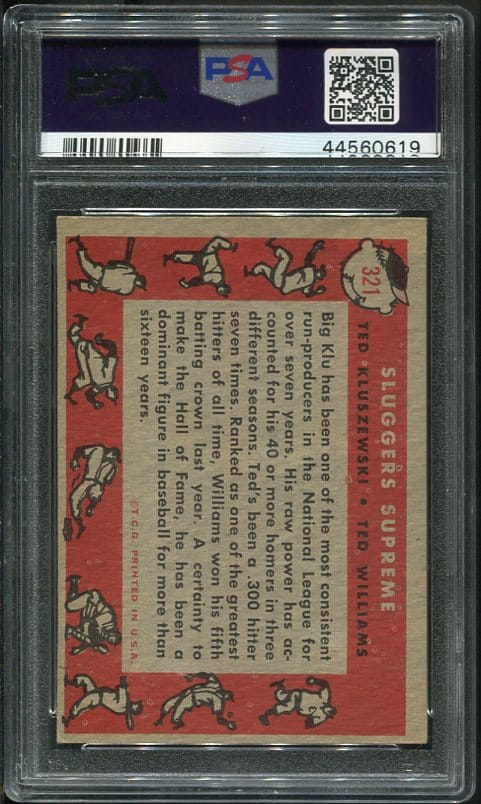 PSA
PSA
44560619
321
SLUGGERS SUPREME
TED KLUSZEWSKI • TED WILLIAMS
Big Klu has been one of the most consistent
run-producers in the National League for
over seven years. His raw power has ac-
counted for his 40 or more homers in three
different seasons. Ted's been a .300 hitter
seven times. Ranked as one of the greatest
hitters of all time, Williams won his fifth
batting crown last year. A certainty to
make the Hall of Fame, he has been a
dominant figure in baseball for more than
sixteen years.
©T.C.G. PRINTED IN U.S.A.